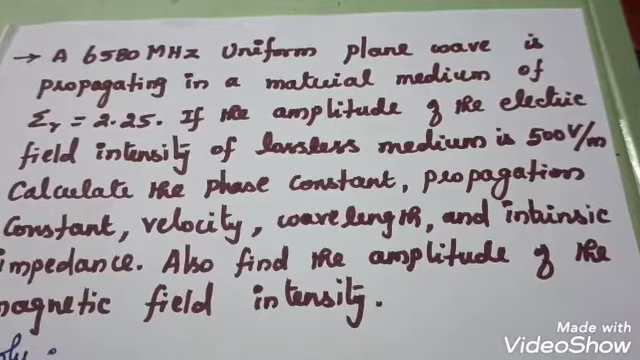 → A 6580 MHz Uniform plane wave is
propagating in a material medium of
Σr = 2.25. If the amplitude of the electric
field intensity of lossless medium is 500V/m
Calculate the phase constant, propagation
Constant, velocity, wavelength, and intrinsic
impedance. Also find the amplitude of the
magnetic field intensity.
Made with
VideoShow